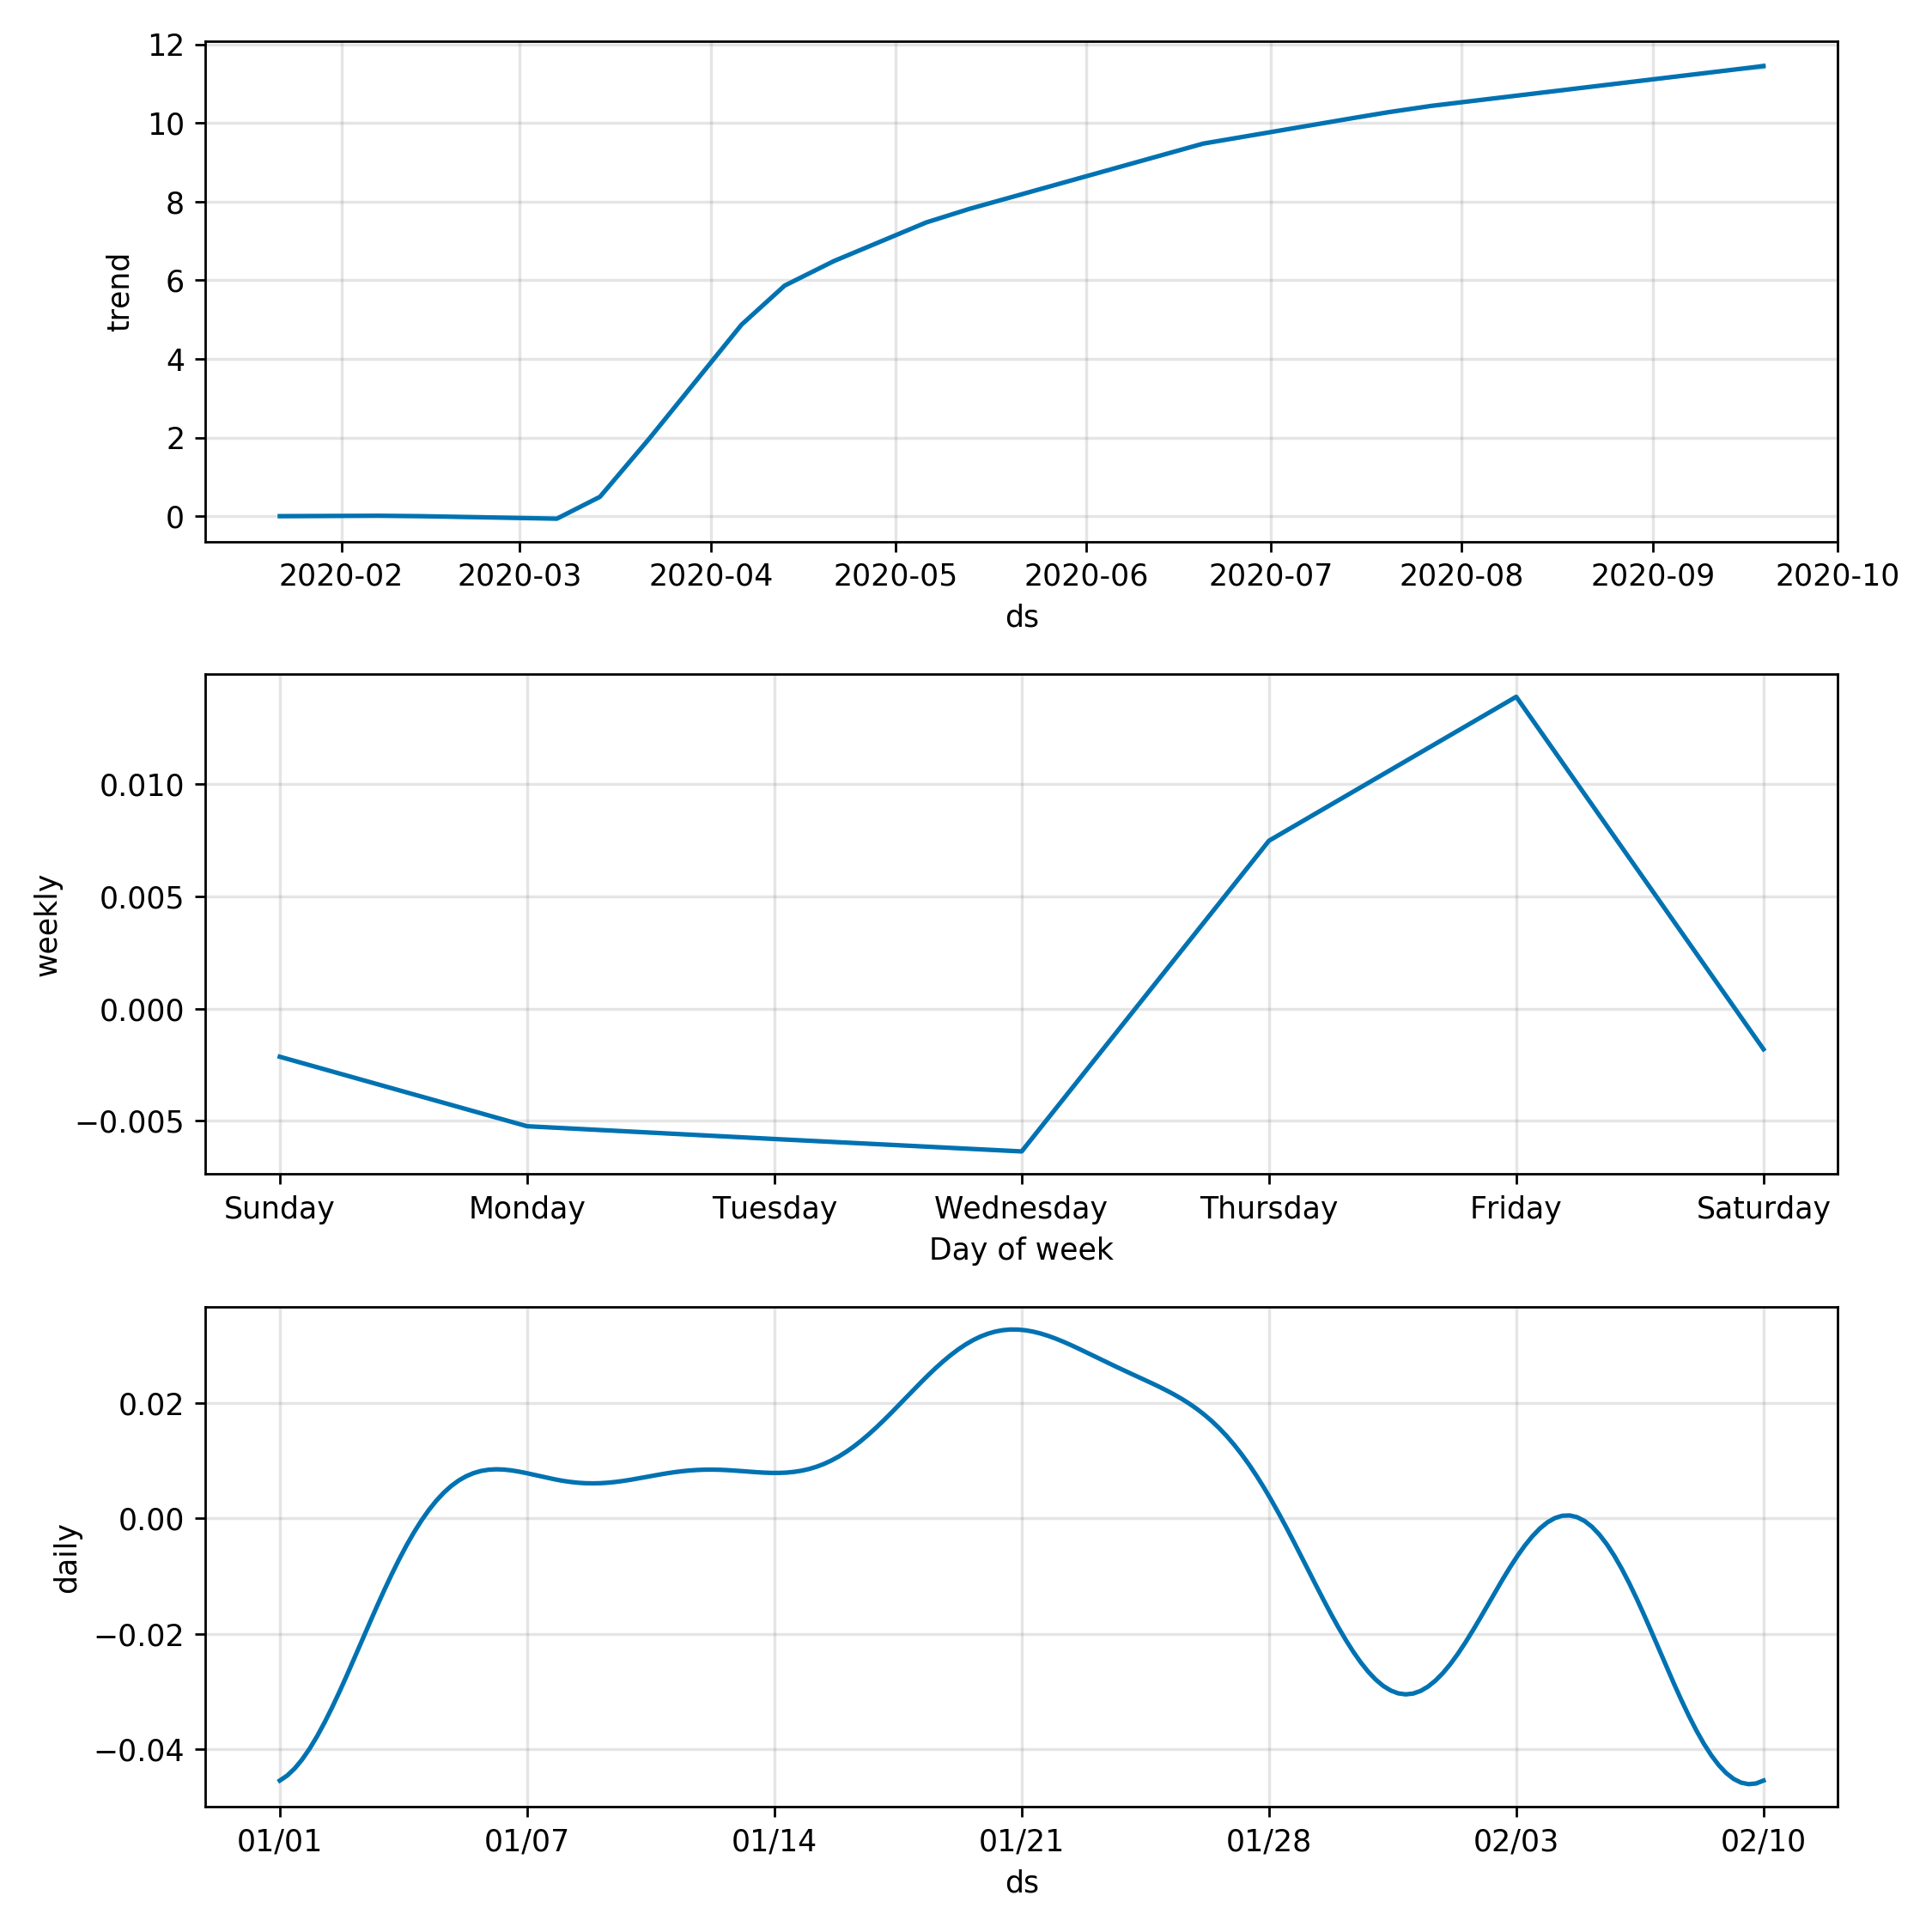 12
10
8
6
4
2
0
trend
2020-02 2020-03 2020-04 2020-05 2020-06 2020-07 2020-08 2020-09 2020-10
ds
0.010
0.005
0.000
−0.005
weekly
Sunday Monday Tuesday Wednesday Thursday Friday Saturday
Day of week
0.02
0.00
−0.02
−0.04
daily
01/01 01/07 01/14 01/21 01/28 02/03 02/10
ds